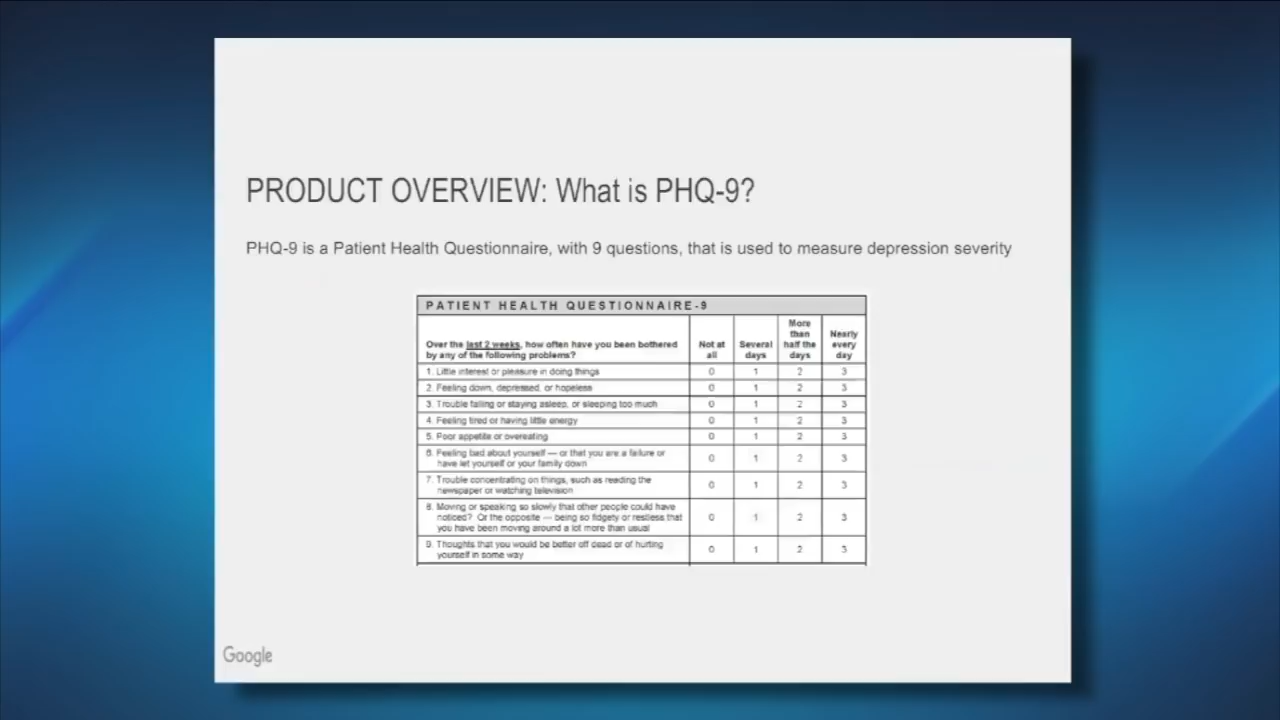 PRODUCT OVERVIEW: What is PHQ-9?
PHQ-9 is a Patient Health Questionnaire, with 9 questions, that is used to measure depression severity
PATIENT HEALTH QUESTIONNAIRE-9
Over the last 2 weeks, how often have you been bothered
by any of the following problems?
Not at
all
Several
days
More
than
half the
days
Nearly
every
day
1. Little interest or pleasure in doing things 0 1 2 3
2. Feeling down, depressed, or hopeless 0 1 2 3
3. Trouble falling or staying asleep, or sleeping too much 0 1 2 3
4. Feeling tired or having little energy 0 1 2 3
5. Poor appetite or overeating 0 1 2 3
6. Feeling bad about yourself — or that you are a failure or
have let yourself or your family down 0 1 2 3
7. Trouble concentrating on things, such as reading the
newspaper or watching television 0 1 2 3
8. Moving or speaking so slowly that other people could have
noticed? Or the opposite — being so fidgety or restless that
you have been moving around a lot more than usual 0 1 2 3
9. Thoughts that you would be better off dead or of hurting
yourself in some way 0 1 2 3
Google